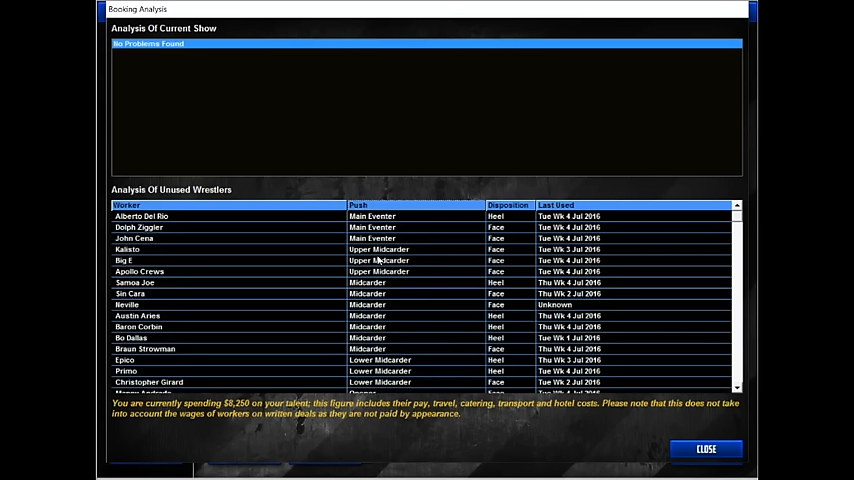 Booking Analysis
Analysis Of Current Show
No Problems Found
Analysis Of Unused Wrestlers
Worker Push Disposition Last Used
Alberto Del Rio Main Eventer Heel Tue Wk 4 Jul 2016
Dolph Ziggler Main Eventer Face Tue Wk 4 Jul 2016
John Cena Main Eventer Face Tue Wk 4 Jul 2016
Kalisto Upper Midcarder Face Tue Wk 3 Jul 2016
Big E Upper Midcarder Face Tue Wk 4 Jul 2016
Apollo Crews Upper Midcarder Face Tue Wk 4 Jul 2016
Samoa Joe Midcarder Heel Thu Wk 4 Jul 2016
Sin Cara Midcarder Face Thu Wk 2 Jul 2016
Neville Midcarder Face Unknown
Austin Aries Midcarder Heel Thu Wk 4 Jul 2016
Baron Corbin Midcarder Heel Tue Wk 4 Jul 2016
Bo Dallas Midcarder Heel Tue Wk 1 Jul 2016
Braun Strowman Midcarder Face Thu Wk 4 Jul 2016
Epico Lower Midcarder Heel Thu Wk 3 Jul 2016
Primo Lower Midcarder Heel Tue Wk 4 Jul 2016
Christopher Girard Lower Midcarder Face Tue Wk 2 Jul 2016
You are currently spending $8,250 on your talent; this figure includes their pay, travel, catering, transport and hotel costs. Please note that this does not
take into account the wages of workers on written deals as they are not paid by appearance.
CLOSE